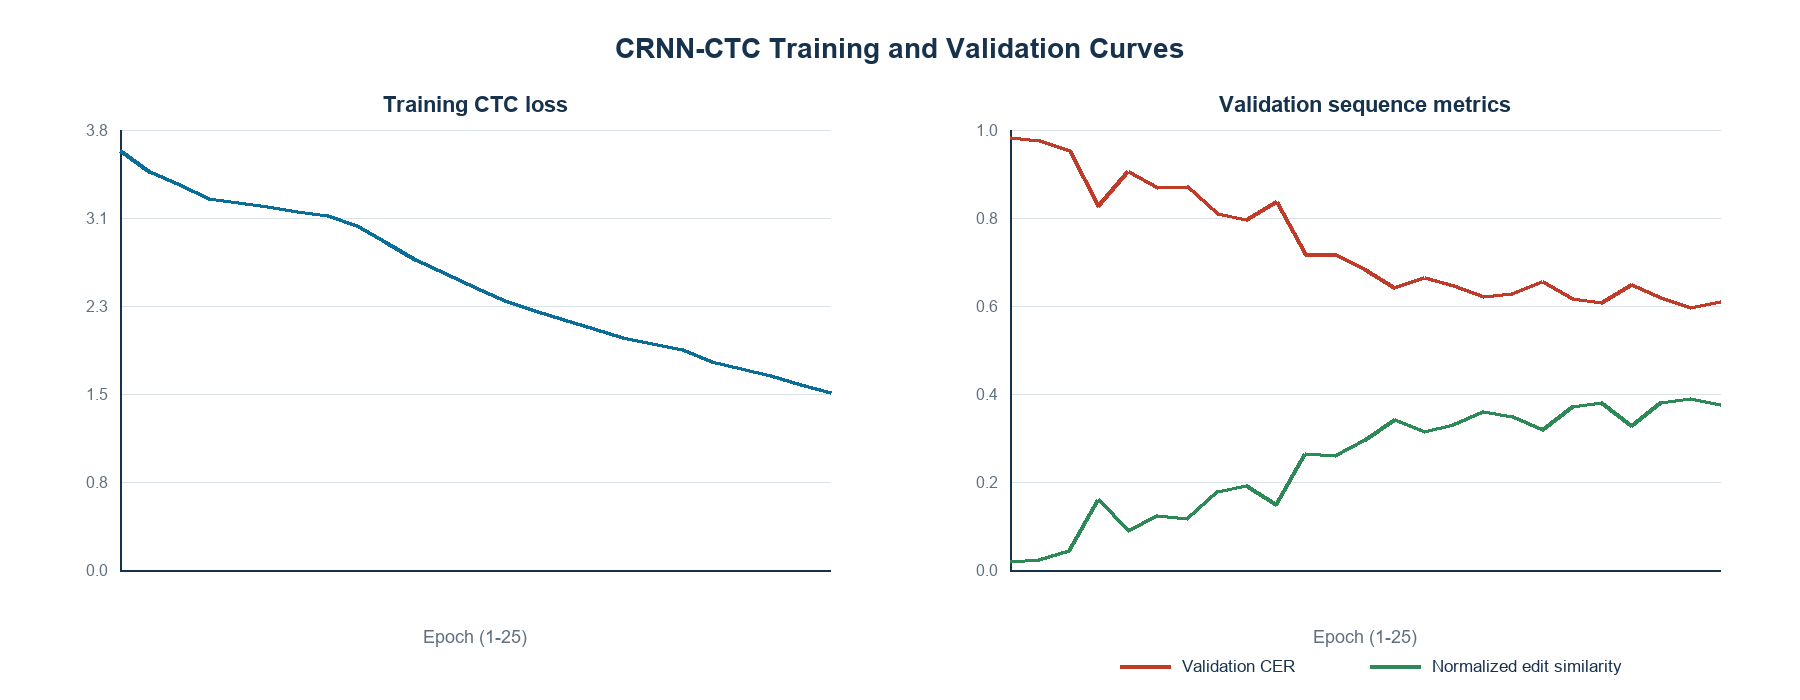 CRNN-CTC Training and Validation Curves
Training CTC loss
3.8
3.1
2.3
1.5
0.8
0.0
Epoch (1-25)
Validation sequence metrics
1.0
0.8
0.6
0.4
0.2
0.0
Epoch (1-25)
Validation CER
Normalized edit similarity